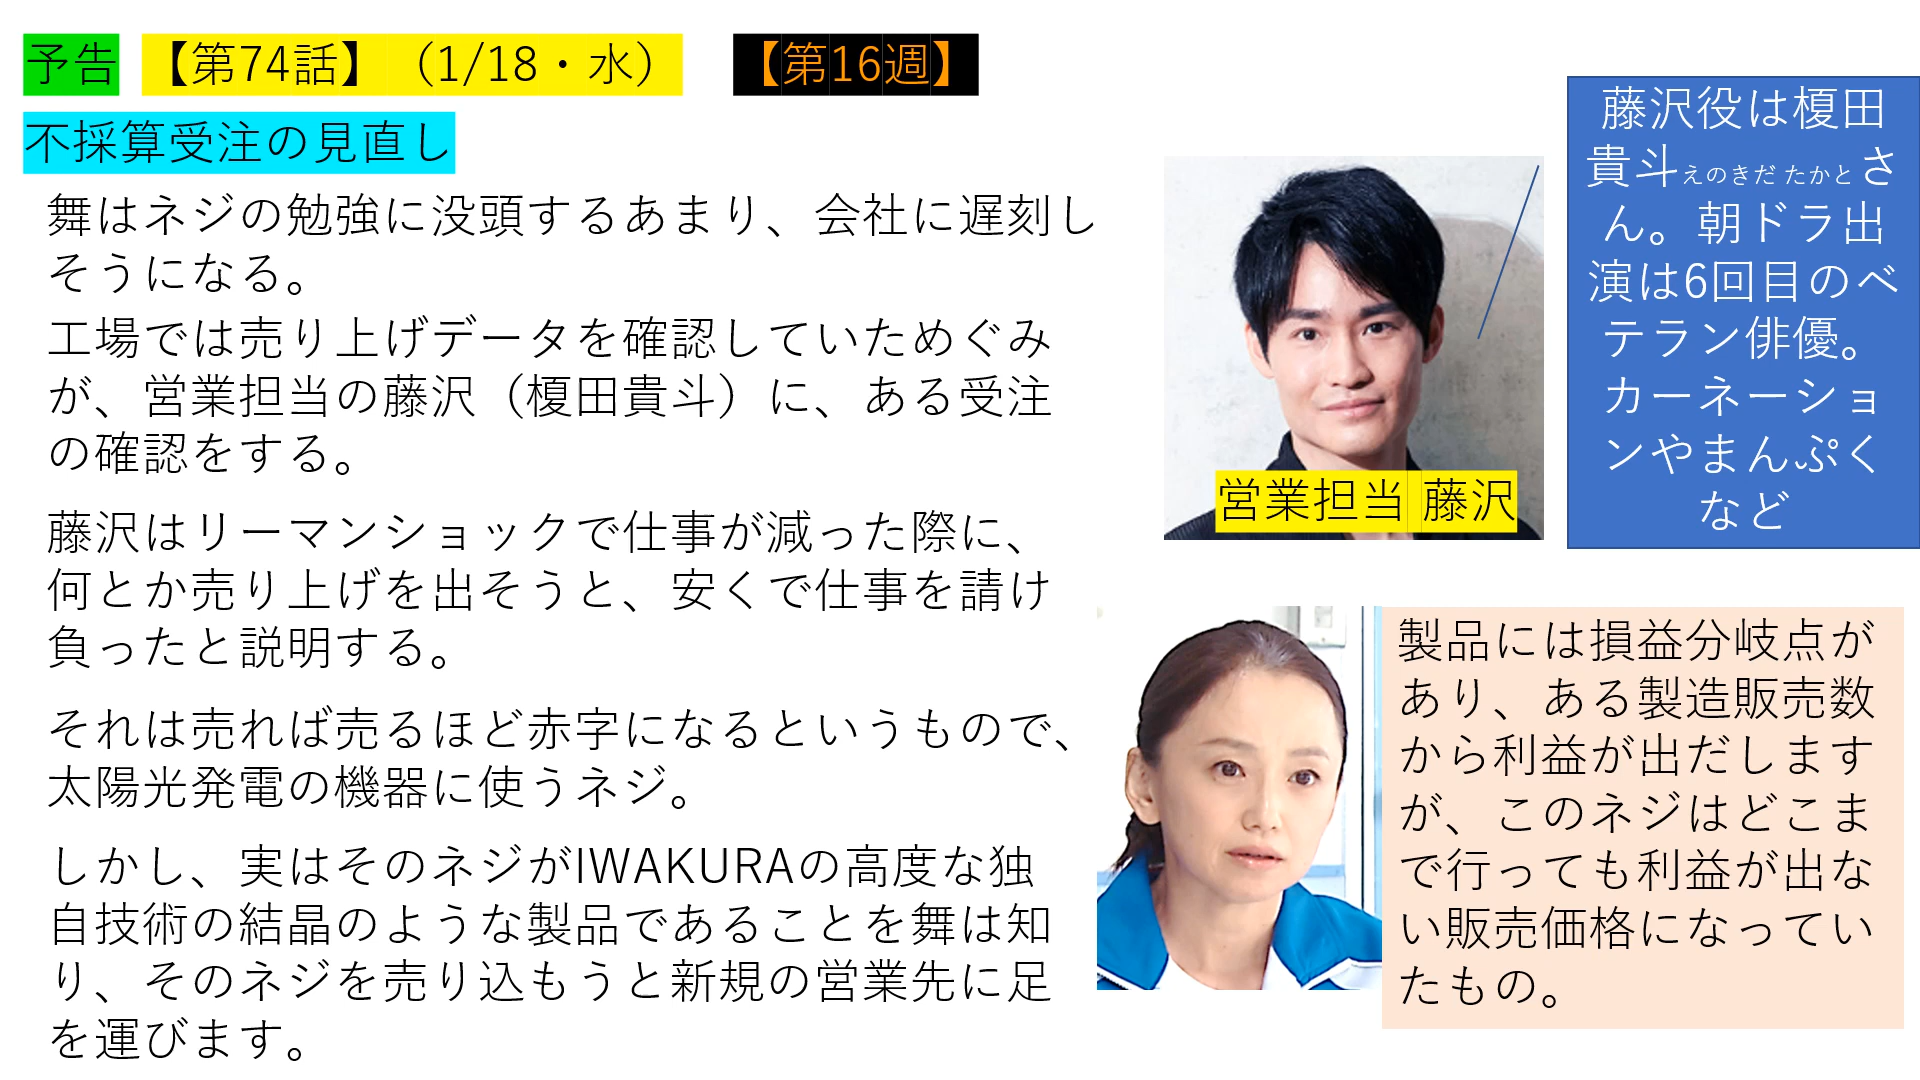 予告 【第74話】（1/18・水） 【第16週】
不採算受注の見直し
舞はネジの勉強に没頭するあまり、会社に遅刻し
そうになる。
工場では売り上げデータを確認していためぐみ
が、営業担当の藤沢（榎田貴斗）に、ある受注
の確認をする。
藤沢はリーマンショックで仕事が減った際に、
何とか売り上げを出そうと、安くで仕事を請け
負ったと説明する。
それは売れば売るほど赤字になるというもので、
太陽光発電の機器に使うネジ。
しかし、実はそのネジがIWAKURAの高度な独
自技術の結晶のような製品であることを舞は知
り、そのネジを売り込もうと新規の営業先に足
を運びます。
営業担当 藤沢
藤沢役は榎田
貴斗えのきだ たかとさ
ん。朝ドラ出
演は6回目のベ
テラン俳優。
カーネーショ
ンやまんぷく
など
製品には損益分岐点が
あり、ある製造販売数
から利益が出だします
が、このネジはどこま
で行っても利益が出な
い販売価格になってい
たもの。